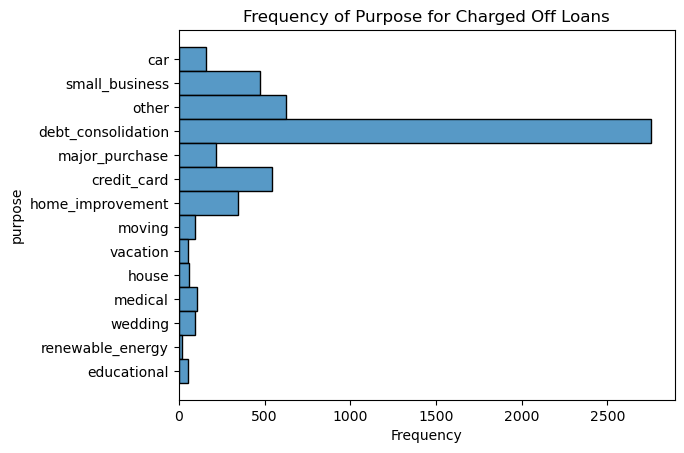 Frequency of Purpose for Charged Off Loans
purpose
car
small_business
other
debt_consolidation
major_purchase
credit_card
home_improvement
moving
vacation
house
medical
wedding
renewable_energy
educational
0 500 1000 1500 2000 2500
Frequency